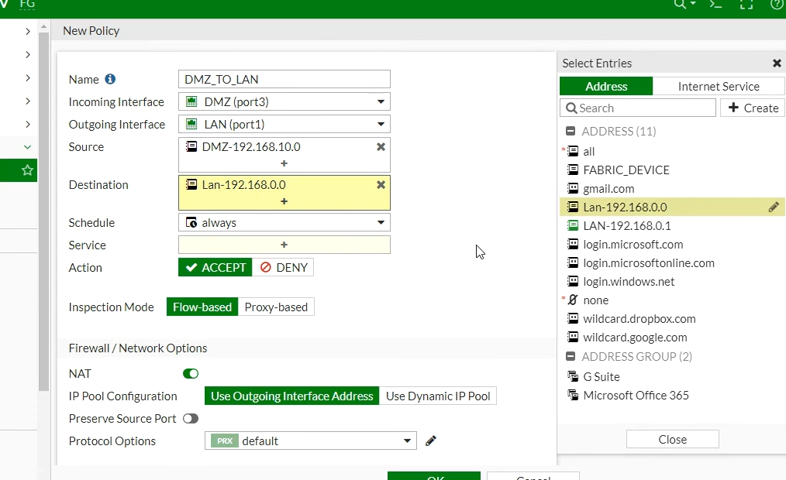 FG
New Policy
Name
DMZ_TO_LAN
Incoming Interface
DMZ (port3)
Outgoing Interface
LAN (port1)
Source
DMZ-192.168.10.0
+
Destination
Lan-192.168.0.0
+
Schedule
always
Service
+
Action
ACCEPT
DENY
Inspection Mode
Flow-based
Proxy-based
Firewall / Network Options
NAT
IP Pool Configuration
Use Outgoing Interface Address
Use Dynamic IP Pool
Preserve Source Port
Protocol Options
PRX default
OK
Cancel
Select Entries
Address
Internet Service
Search
+ Create
ADDRESS (11)
all
FABRIC_DEVICE
gmail.com
Lan-192.168.0.0
LAN-192.168.0.1
login.microsoft.com
login.microsoftonline.com
login.windows.net
none
wildcard.dropbox.com
wildcard.google.com
ADDRESS GROUP (2)
G Suite
Microsoft Office 365
Close